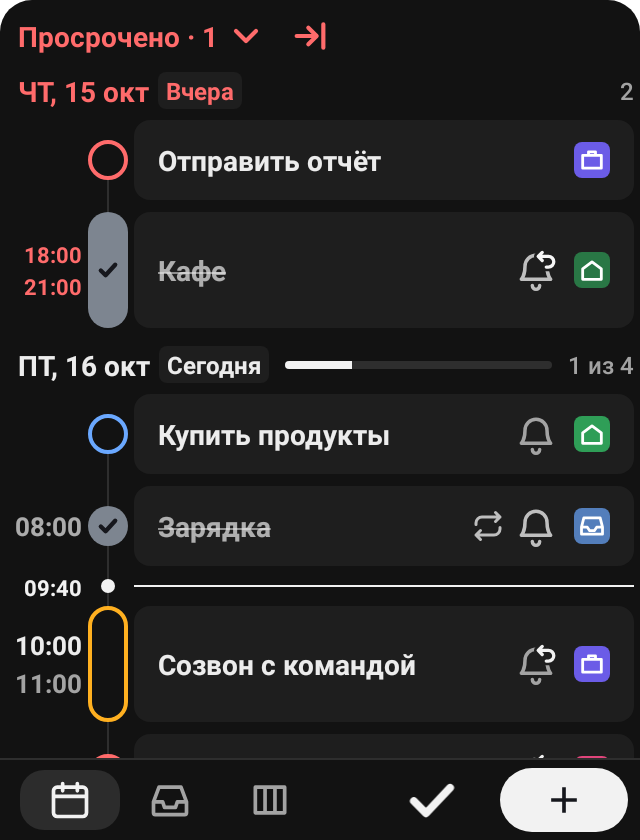 Просрочено · 1
ЧТ, 15 окт Вчера 2
Отправить отчёт
18:00
21:00
Кафе
ПТ, 16 окт Сегодня 1 из 4
Купить продукты
08:00 Зарядка
09:40
10:00
11:00
Созвон с командой